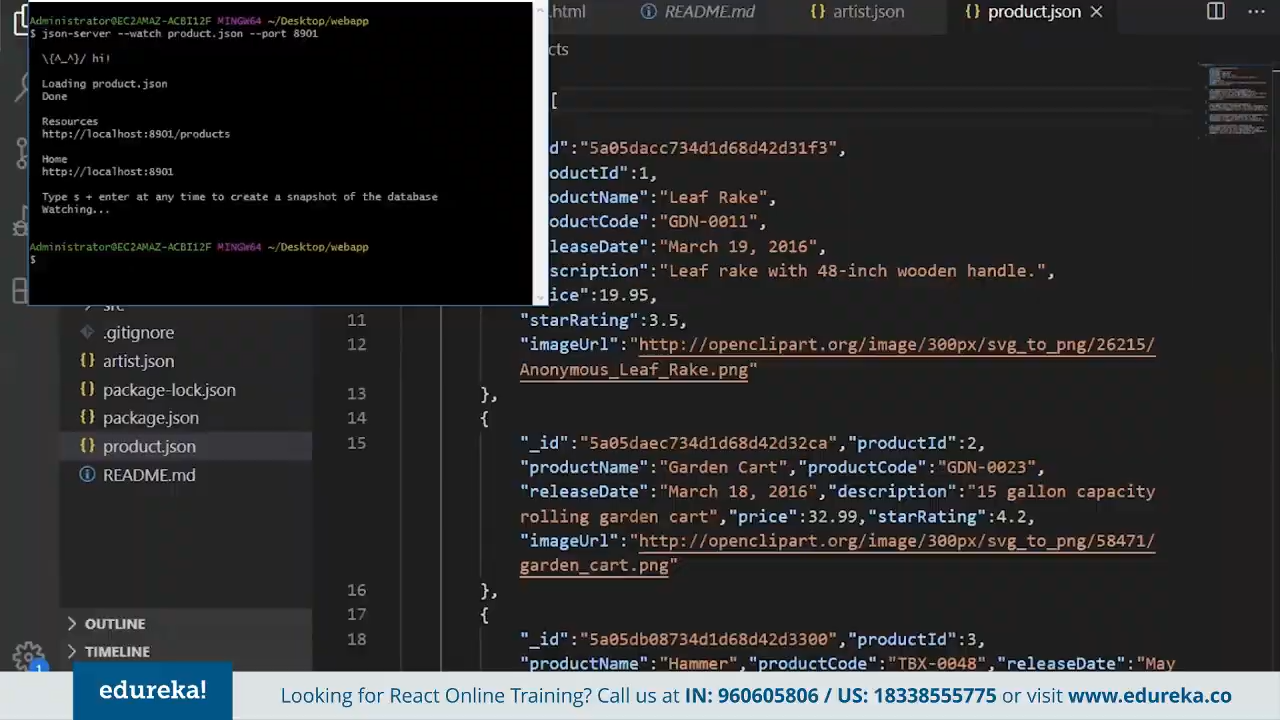 Administrator@EC2AMAZ-ACBI12F MINGW64 ~/Desktop/webapp
$ json-server --watch product.json --port 8901
\{^_^}/ hi!
Loading product.json
Done
Resources
http://localhost:8901/products
Home
http://localhost:8901
Type s + enter at any time to create a snapshot of the database
Watching...
Administrator@EC2AMAZ-ACBI12F MINGW64 ~/Desktop/webapp
$
.html
README.md
{} artist.json
{} product.json
cts
[
d":"5a05dacc734d1d68d42d31f3",
oductId":1,
oductName":"Leaf Rake",
oductCode":"GDN-0011",
leaseDate":"March 19, 2016",
scription":"Leaf rake with 48-inch wooden handle.",
ice":19.95,
11 "starRating":3.5,
12 "imageUrl":"http://openclipart.org/image/300px/svg_to_png/26215/
Anonymous_Leaf_Rake.png"
13 },
14 {
15 "_id":"5a05daec734d1d68d42d32ca","productId":2,
"productName":"Garden Cart","productCode":"GDN-0023",
"releaseDate":"March 18, 2016","description":"15 gallon capacity
rolling garden cart","price":32.99,"starRating":4.2,
"imageUrl":"http://openclipart.org/image/300px/svg_to_png/58471/
garden_cart.png"
16 },
17 {
18 "_id":"5a05db08734d1d68d42d3300","productId":3,
"productName":"Hammer","productCode":"TBX-0048","releaseDate":"May
src
.gitignore
{} artist.json
{} package-lock.json
{} package.json
{} product.json
README.md
OUTLINE
TIMELINE
1
edureka!
Looking for React Online Training? Call us at IN: 960605806 / US: 18338555775 or visit www.edureka.co